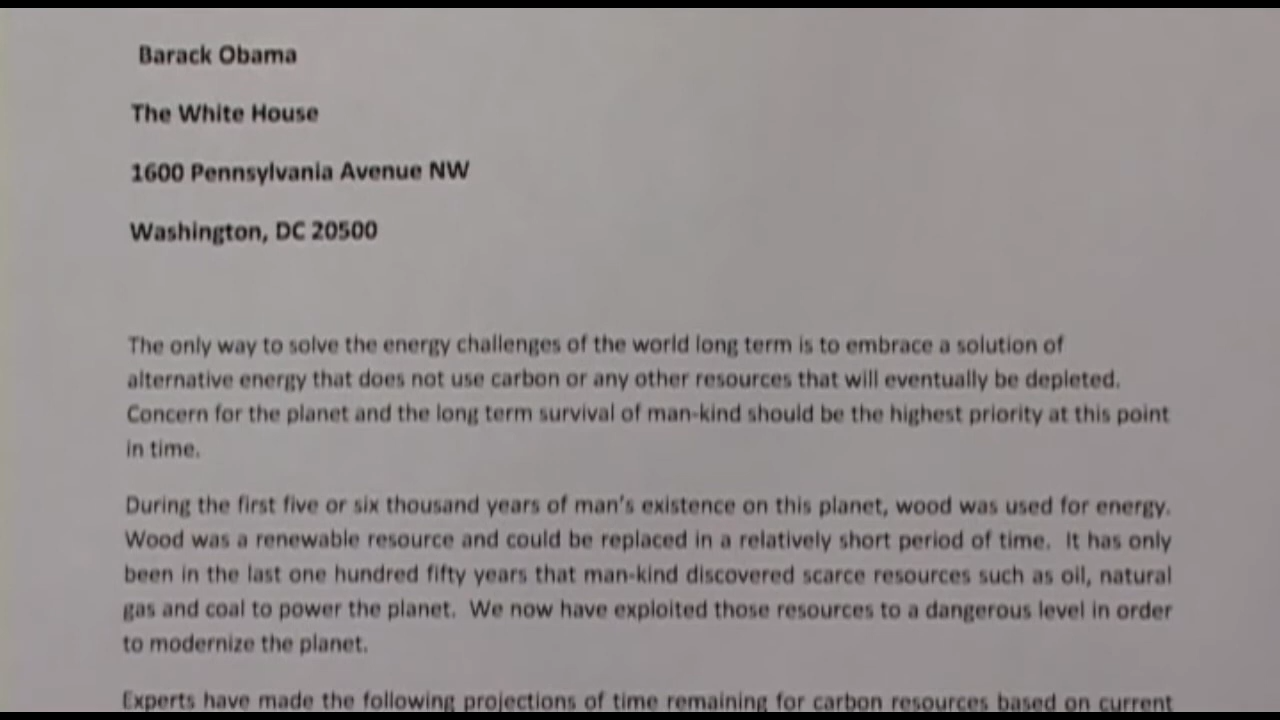 Barack Obama
The White House
1600 Pennsylvania Avenue NW
Washington, DC 20500
The only way to solve the energy challenges of the world long term is to embrace a solution of
alternative energy that does not use carbon or any other resources that will eventually be depleted.
Concern for the planet and the long term survival of man-kind should be the highest priority at this point
in time.
During the first five or six thousand years of man's existence on this planet, wood was used for energy.
Wood was a renewable resource and could be replaced in a relatively short period of time.  It has only
been in the last one hundred fifty years that man-kind discovered scarce resources such as oil, natural
gas and coal to power the planet.  We now have exploited those resources to a dangerous level in order
to modernize the planet.
Experts have made the following projections of time remaining for carbon resources based on current